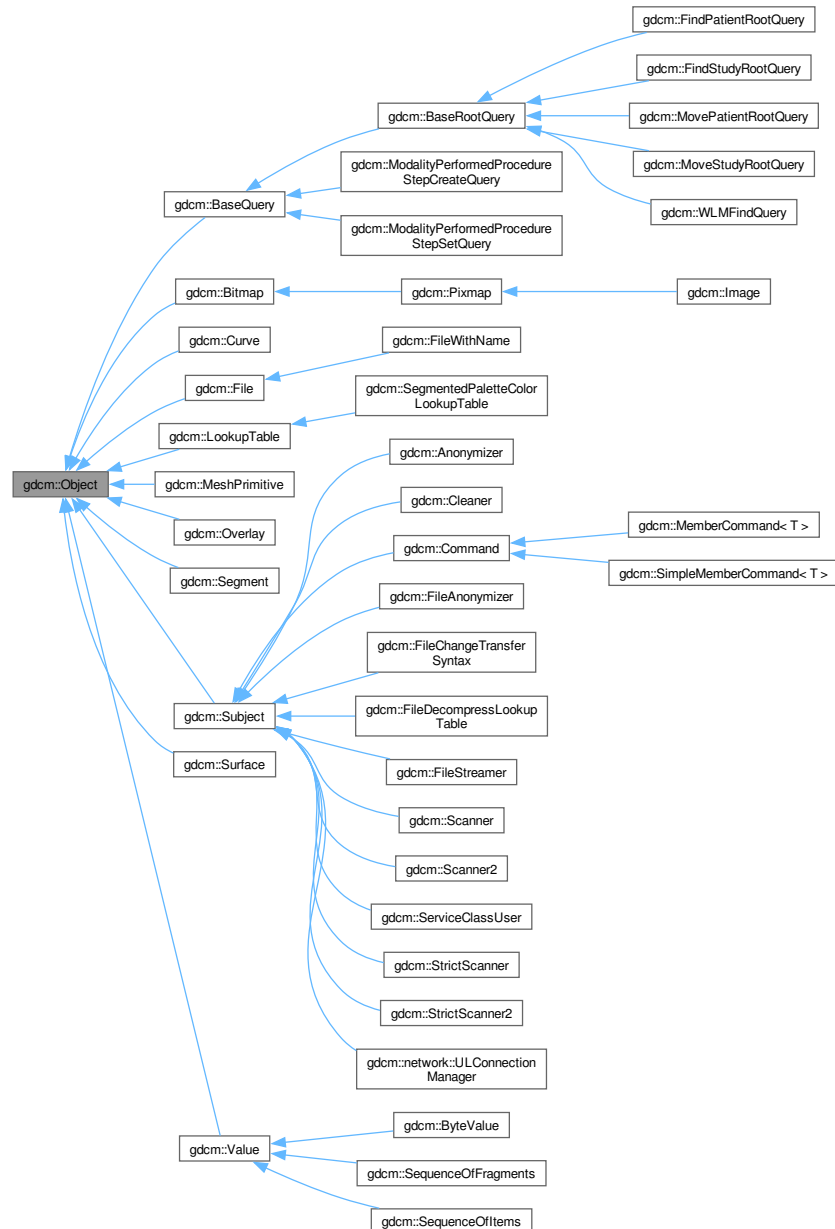 gdcm::FindPatientRootQuery
gdcm::FindStudyRootQuery
gdcm::BaseRootQuery
gdcm::MovePatientRootQuery
gdcm::MoveStudyRootQuery
gdcm::ModalityPerformedProcedure
StepCreateQuery
gdcm::BaseQuery
gdcm::WLMFindQuery
gdcm::ModalityPerformedProcedure
StepSetQuery
gdcm::Bitmap
gdcm::Pixmap
gdcm::Image
gdcm::Curve
gdcm::FileWithName
gdcm::File
gdcm::SegmentedPaletteColor
LookupTable
gdcm::LookupTable
gdcm::Anonymizer
gdcm::Object
gdcm::MeshPrimitive
gdcm::Cleaner
gdcm::Overlay
gdcm::Command
gdcm::MemberCommand< T >
gdcm::SimpleMemberCommand< T >
gdcm::Segment
gdcm::FileAnonymizer
gdcm::FileChangeTransfer
Syntax
gdcm::Subject
gdcm::FileDecompressLookup
Table
gdcm::Surface
gdcm::FileStreamer
gdcm::Scanner
gdcm::Scanner2
gdcm::ServiceClassUser
gdcm::StrictScanner
gdcm::StrictScanner2
gdcm::network::ULConnection
Manager
gdcm::ByteValue
gdcm::Value
gdcm::SequenceOfFragments
gdcm::SequenceOfItems